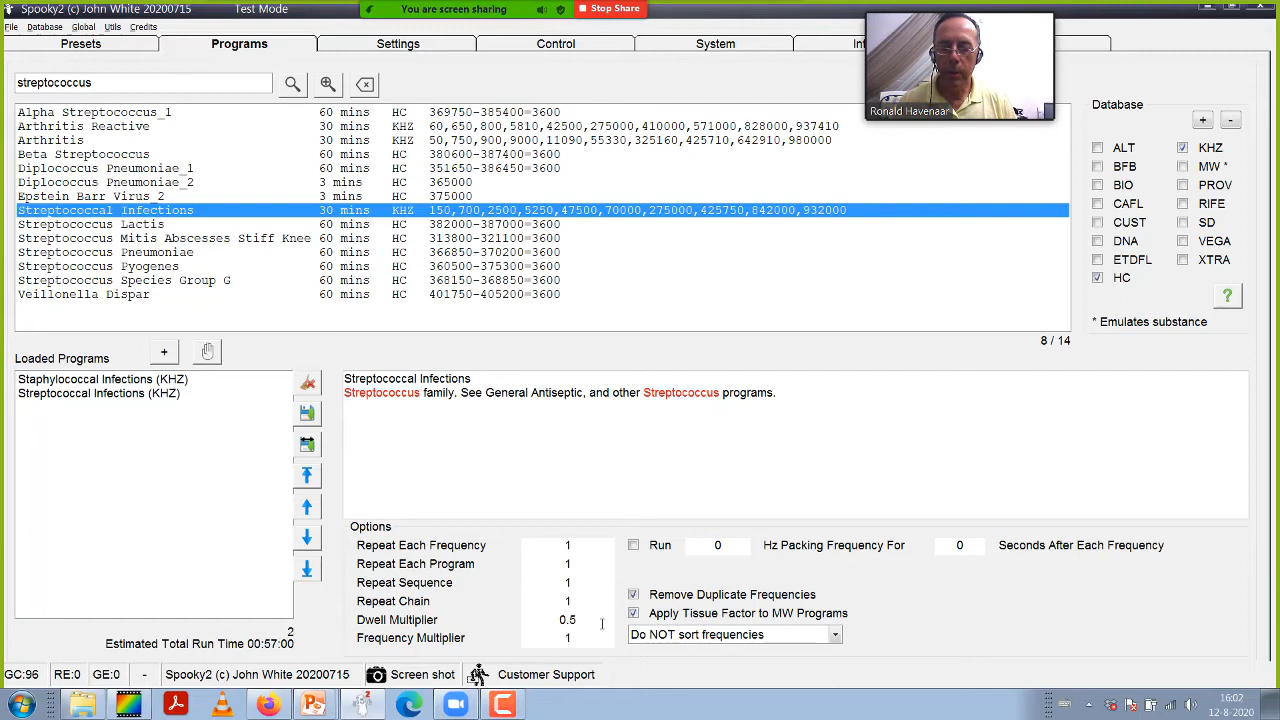 Spooky2 (c) John White 20200715 Test Mode
You are screen sharing Stop Share
File Database Global Utils Credits
Presets Programs Settings Control System
streptococcus
Ronald Havenaar
Database
Alpha Streptococcus_1 60 mins HC 369750-385400=3600
Arthritis Reactive 30 mins KHZ 60,650,800,5810,42500,275000,410000,571000,828000,937410
Arthritis 30 mins KHZ 50,750,900,9000,11090,55330,325160,425710,642910,980000
Beta Streptococcus 60 mins HC 380600-387400=3600
Diplococcus Pneumoniae_1 60 mins HC 351650-386450=3600
Diplococcus Pneumoniae_2 3 mins HC 365000
Epstein Barr Virus_2 3 mins HC 375000
Streptococcal Infections 30 mins KHZ 150,700,2500,5250,47500,70000,275000,425750,842000,932000
Streptococcus Lactis 60 mins HC 382000-387000=3600
Streptococcus Mitis Abscesses Stiff Knee 60 mins HC 313800-321100=3600
Streptococcus Pneumoniae 60 mins HC 366850-370200=3600
Streptococcus Pyogenes 60 mins HC 360500-375300=3600
Streptococcus Species Group G 60 mins HC 368150-368850=3600
Veillonella Dispar 60 mins HC 401750-405200=3600
+ -
ALT KHZ
BFB MW *
BIO PROV
CAFL RIFE
CUST SD
DNA VEGA
ETDFL XTRA
HC
?
* Emulates substance
8 / 14
Loaded Programs +
Staphylococcal Infections (KHZ)
Streptococcal Infections (KHZ)
Streptococcal Infections
Streptococcus family. See General Antiseptic, and other Streptococcus programs.
Options
Repeat Each Frequency 1 Run 0 Hz Packing Frequency For 0 Seconds After Each Frequency
Repeat Each Program 1
Repeat Sequence 1 Remove Duplicate Frequencies
Repeat Chain 1 Apply Tissue Factor to MW Programs
Dwell Multiplier 0.5 Do NOT sort frequencies
Frequency Multiplier 1
2
Estimated Total Run Time 00:57:00
GC:96 RE:0 GE:0 - Spooky2 (c) John White 20200715 Screen shot Customer Support
16:02
12-8-2020